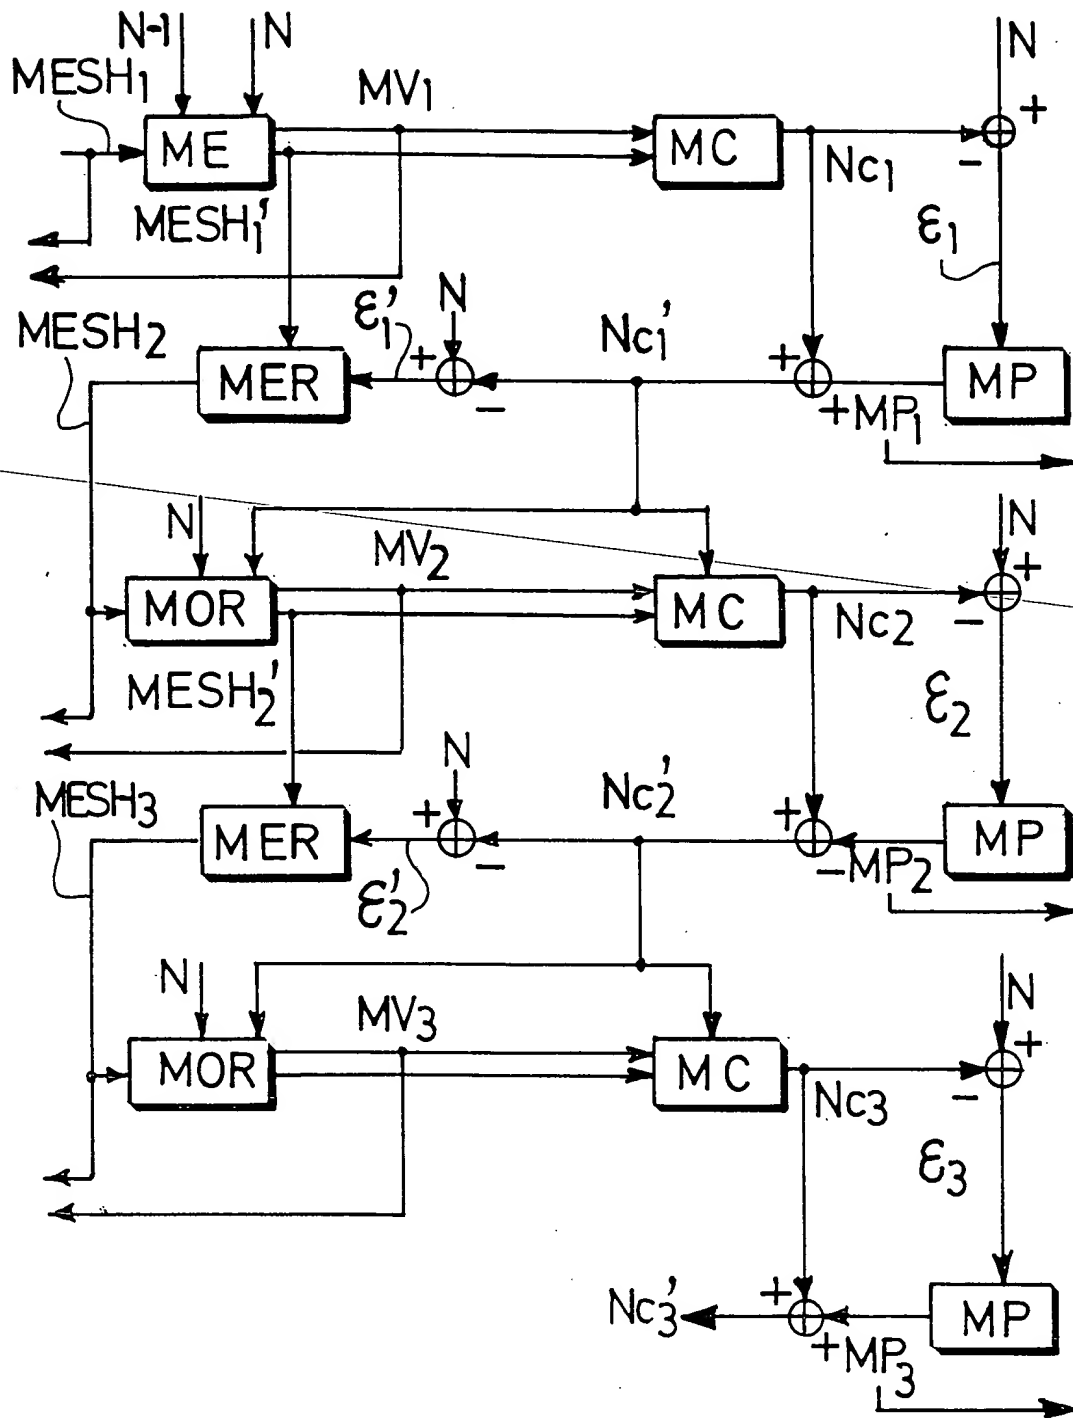 N-1 N N
MESH1 MV1 +
ME MC
Nc1 -
MESH1' ε1
MESH2 ε1' N Nc1'
+ +
MER MP
- +MP1
N MV2 N
+
MOR MC
Nc2 -
MESH2' ε2
N
MESH3 Nc2'
+ +
MER MP
- -MP2
ε2'
N MV3 N
+
MOR MC
Nc3 -
ε3
Nc3' +
MP
+MP3